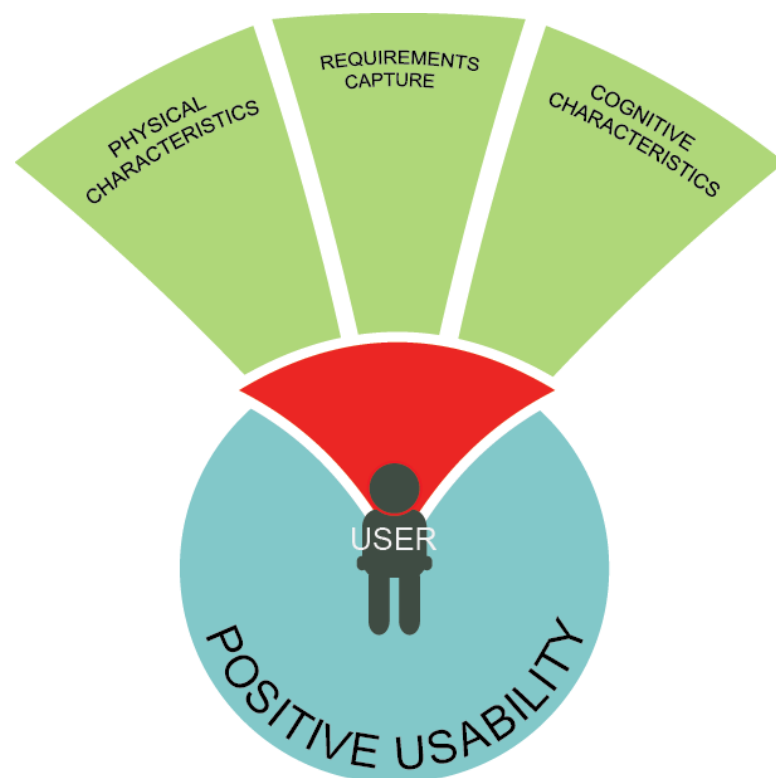 PHYSICAL
CHARACTERISTICS
REQUIREMENTS
CAPTURE
COGNITIVE
CHARACTERISTICS
USER
POSITIVE USABILITY